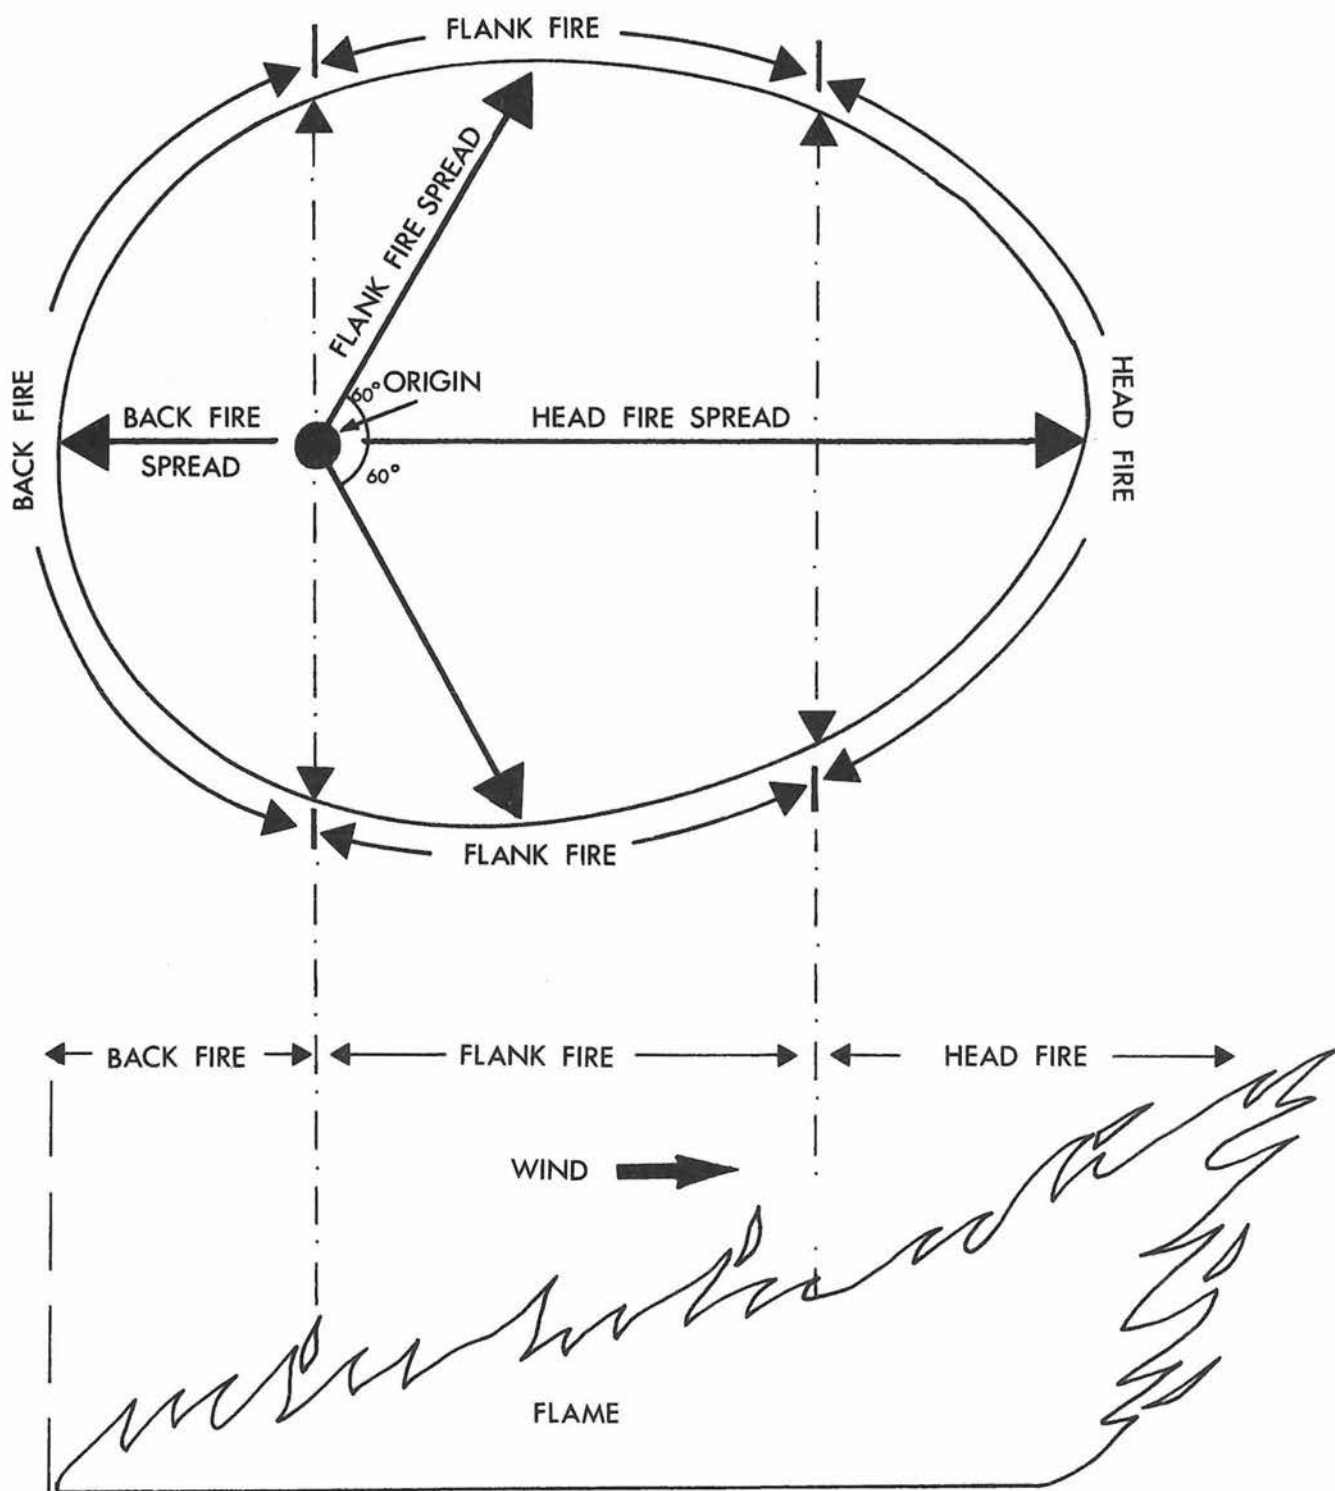 FLANK FIRE
FLANK FIRE SPREAD
60° ORIGIN
HEAD FIRE SPREAD
BACK FIRE
SPREAD
60°
BACK FIRE
HEAD FIRE
FLANK FIRE
BACK FIRE
FLANK FIRE
HEAD FIRE
WIND
FLAME